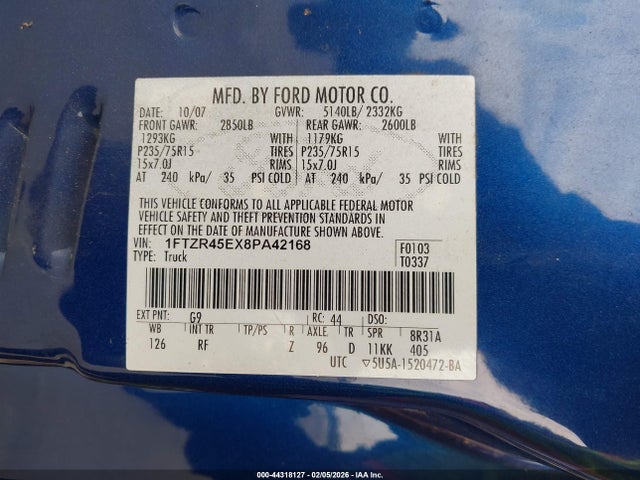 MFD. BY FORD MOTOR CO.
DATE: 10/07 GVWR: 5140LB/ 2332KG
FRONT GAWR: 2850LB REAR GAWR: 2600LB
1293KG WITH 1179KG WITH
P235/75R15 TIRES P235/75R15 TIRES
15x7.0J RIMS 15x7.0J RIMS
AT 240 kPa/ 35 PSI COLD AT 240 kPa/ 35 PSI COLD
THIS VEHICLE CONFORMS TO ALL APPLICABLE FEDERAL MOTOR
VEHICLE SAFETY AND THEFT PREVENTION STANDARDS IN
EFFECT ON THE DATE OF MANUFACTURE SHOWN ABOVE.
VIN: 1FTZR45EX8PA42168 F0103
TYPE: Truck T0337
EXT PNT: G9 RC: 44 DSO:
WB INT TR TP/PS R AXLE TR SPR 8R31A
126 RF Z 96 D 11KK 405
UTC ▽5U5A-1520472-BA
000-44318127 - 02/05/2026 - IAA Inc.